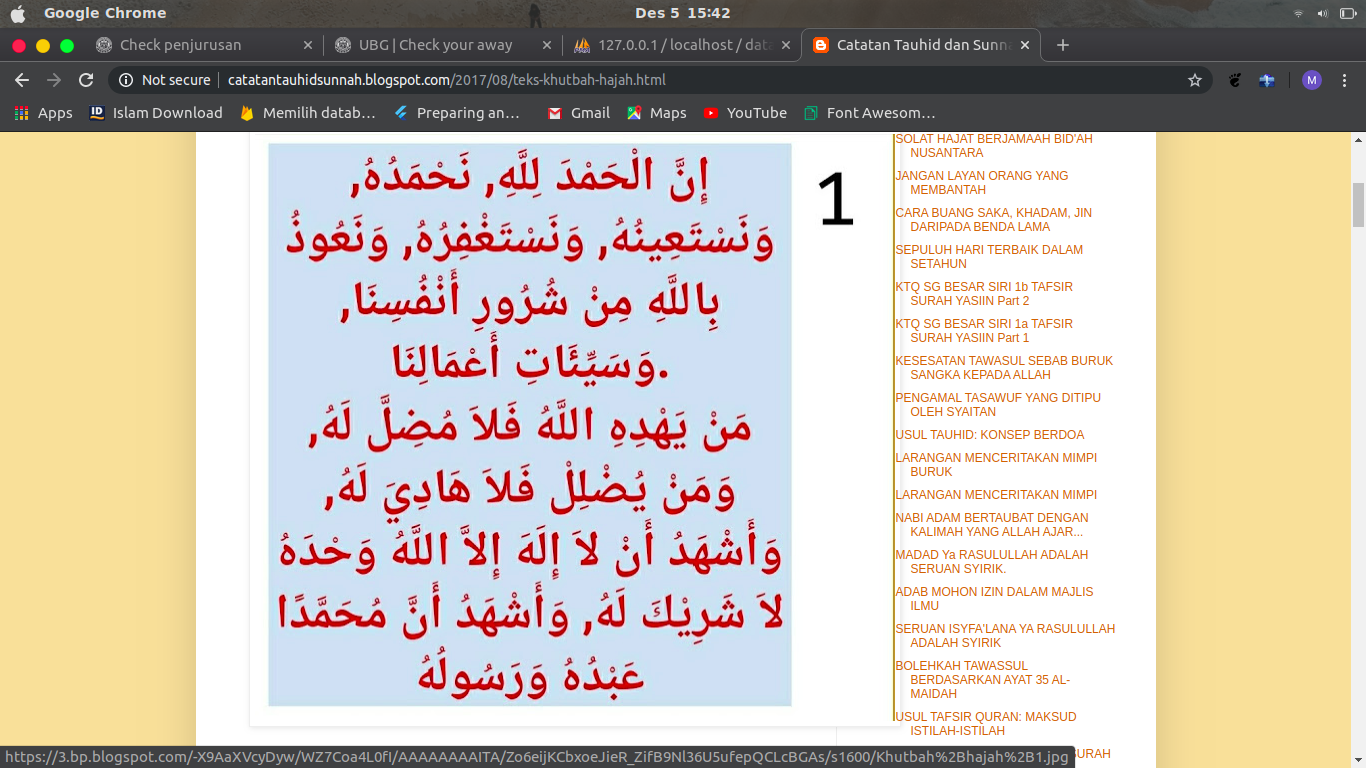 Google Chrome
Des 5 15:42
Check penjurusan
UBG | Check your away
127.0.0.1 / localhost / data
Catatan Tauhid dan Sunn
Not secure
catatantauhidsunnah.blogspot.com/2017/08/teks-khutbah-hajah.html
M
Apps
Islam Download
Memilih datab...
Preparing an...
Gmail
Maps
YouTube
Font Awesom...
إِنَّ الْحَمْدَ لِلَّهِ, نَحْمَدُهُ,
وَنَسْتَعِينُهُ, وَنَسْتَغْفِرُهُ, وَنَعُوذُ
بِاللَّهِ مِنْ شُرُورِ أَنْفُسِنَا,
وَسَيِّئَاتِ أَعْمَالِنَا.
مَنْ يَهْدِهِ اللَّهُ فَلاَ مُضِلَّ لَهُ,
وَمَنْ يُضْلِلْ فَلاَ هَادِيَ لَهُ,
وَأَشْهَدُ أَنْ لاَ إِلَهَ إِلاَّ اللَّهُ وَحْدَهُ
لاَ شَرِيْكَ لَهُ, وَأَشْهَدُ أَنَّ مُحَمَّدًا
عَبْدُهُ وَرَسُولُهُ
1
SOLAT HAJAT BERJAMAAH BID'AH
NUSANTARA
JANGAN LAYAN ORANG YANG
MEMBANTAH
CARA BUANG SAKA, KHADAM, JIN
DARIPADA BENDA LAMA
SEPULUH HARI TERBAIK DALAM
SETAHUN
KTQ SG BESAR SIRI 1b TAFSIR
SURAH YASIIN Part 2
KTQ SG BESAR SIRI 1a TAFSIR
SURAH YASIIN Part 1
KESESATAN TAWASUL SEBAB BURUK
SANGKA KEPADA ALLAH
PENGAMAL TASAWUF YANG DITIPU
OLEH SYAITAN
USUL TAUHID: KONSEP BERDOA
LARANGAN MENCERITAKAN MIMPI
BURUK
LARANGAN MENCERITAKAN MIMPI
NABI ADAM BERTAUBAT DENGAN
KALIMAH YANG ALLAH AJAR...
MADAD Ya RASULULLAH ADALAH
SERUAN SYIRIK.
ADAB MOHON IZIN DALAM MAJLIS
ILMU
SERUAN ISYFA'LANA YA RASULULLAH
ADALAH SYIRIK
BOLEHKAH TAWASSUL
BERDASARKAN AYAT 35 AL-
MAIDAH
USUL TAFSIR QURAN: MAKSUD
ISTILAH-ISTILAH
https://3.bp.blogspot.com/-X9AaXVcyDyw/WZ7Coa4L0fI/AAAAAAAAITA/Zo6eijKCbxoeJieR_ZifB9Nl36U5ufepQCLcBGAs/s1600/Khutbah%2Bhajah%2B1.jpg